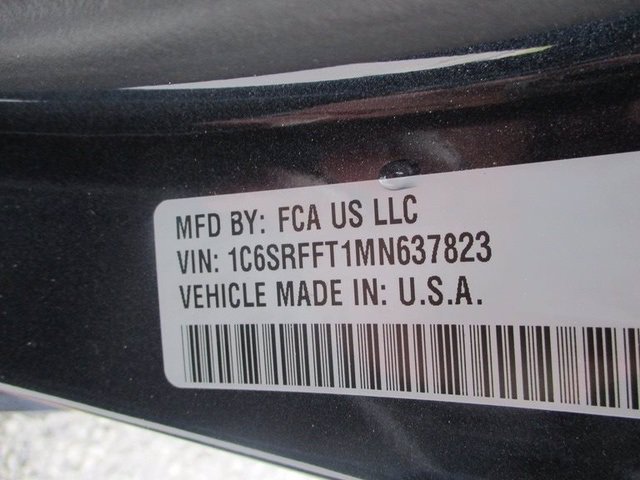 MFD BY: FCA US LLC
VIN: 1C6SRFFT1MN637823
VEHICLE MADE IN: U.S.A.